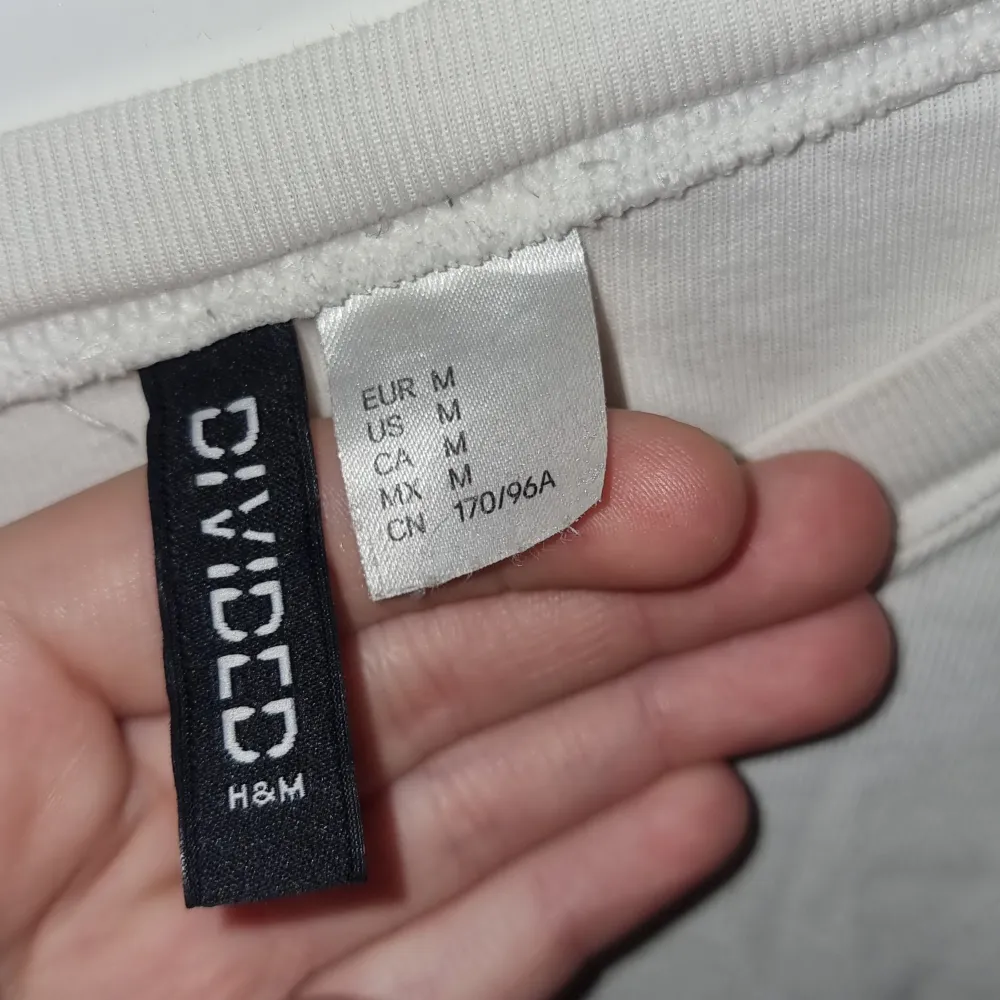 DIVIDED
H&M
EUR M
US M
CA M
MX M
CN 170/96A